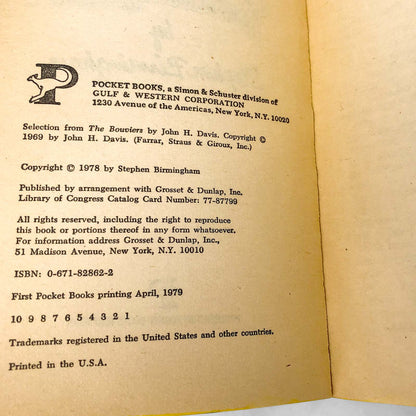 P
POCKET BOOKS, a Simon & Schuster division of
GULF & WESTERN CORPORATION
1230 Avenue of the Americas, New York, N.Y. 10020
Selection from The Bouviers by John H. Davis. Copyright ©
1969 by John H. Davis. (Farrar, Straus & Giroux, Inc.)
Copyright © 1978 by Stephen Birmingham
Published by arrangement with Grosset & Dunlap, Inc.
Library of Congress Catalog Card Number: 77-87799
All rights reserved, including the right to reproduce
this book or portions thereof in any form whatsoever.
For information address Grosset & Dunlap, Inc.,
51 Madison Avenue, New York, N.Y. 10010
ISBN: 0-671-82862-2
First Pocket Books printing April, 1979
10 9 8 7 6 5 4 3 2 1
Trademarks registered in the United States and other countries.
Printed in the U.S.A.